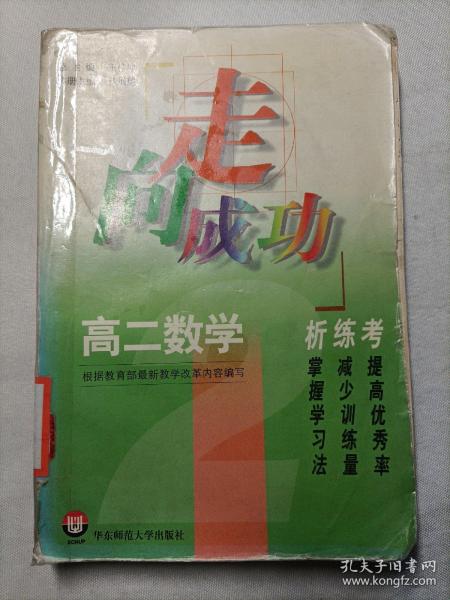 走向成功
高二数学
根据教育部最新教学改革内容编写
析练考
掌握学习法
减少训练量
提高优秀率
ECNUP
华东师范大学出版社
孔夫子旧书网
www.kongfz.com